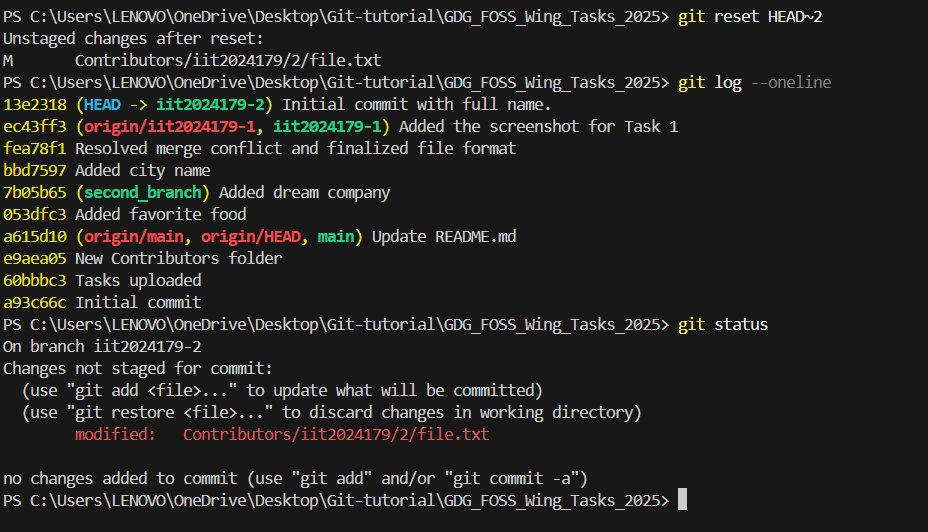 PS C:\Users\LENOVO\OneDrive\Desktop\Git-tutorial\GDG_FOSS_Wing_Tasks_2025> git reset HEAD~2
Unstaged changes after reset:
M       Contributors/iit2024179/2/file.txt
PS C:\Users\LENOVO\OneDrive\Desktop\Git-tutorial\GDG_FOSS_Wing_Tasks_2025> git log --oneline
13e2318 (HEAD -> iit2024179-2) Initial commit with full name.
ec43ff3 (origin/iit2024179-1, iit2024179-1) Added the screenshot for Task 1
fea78f1 Resolved merge conflict and finalized file format
bbd7597 Added city name
7b05b65 (second_branch) Added dream company
053dfc3 Added favorite food
a615d10 (origin/main, origin/HEAD, main) Update README.md
e9aea05 New Contributors folder
60bbbc3 Tasks uploaded
a93c66c Initial commit
PS C:\Users\LENOVO\OneDrive\Desktop\Git-tutorial\GDG_FOSS_Wing_Tasks_2025> git status
On branch iit2024179-2
Changes not staged for commit:
  (use "git add <file>..." to update what will be committed)
  (use "git restore <file>..." to discard changes in working directory)
        modified:   Contributors/iit2024179/2/file.txt

no changes added to commit (use "git add" and/or "git commit -a")
PS C:\Users\LENOVO\OneDrive\Desktop\Git-tutorial\GDG_FOSS_Wing_Tasks_2025>